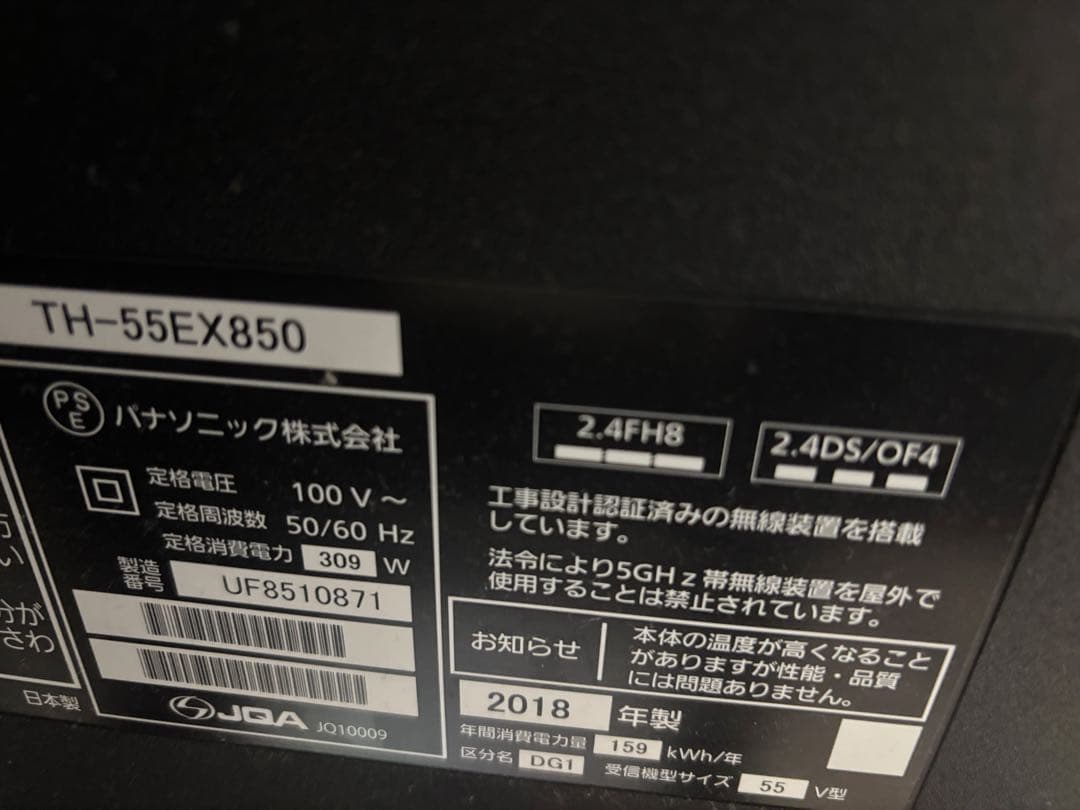 TH-55EX850
PS
E
パナソニック株式会社
定格電圧 100 V ～
定格周波数 50/60 Hz
定格消費電力 309 W
製造
番号 UF8510871
JQA JQ10009
日本製
い
分が
さわ
2.4FH8
2.4DS/OF4
工事設計認証済みの無線装置を搭載
しています。
法令により5GHz帯無線装置を屋外で
使用することは禁止されています。
お知らせ
本体の温度が高くなること
がありますが性能・品質
には問題ありません。
2018 年製
年間消費電力量 159 kWh/年
区分名 DG1 受信機型サイズ 55 V型